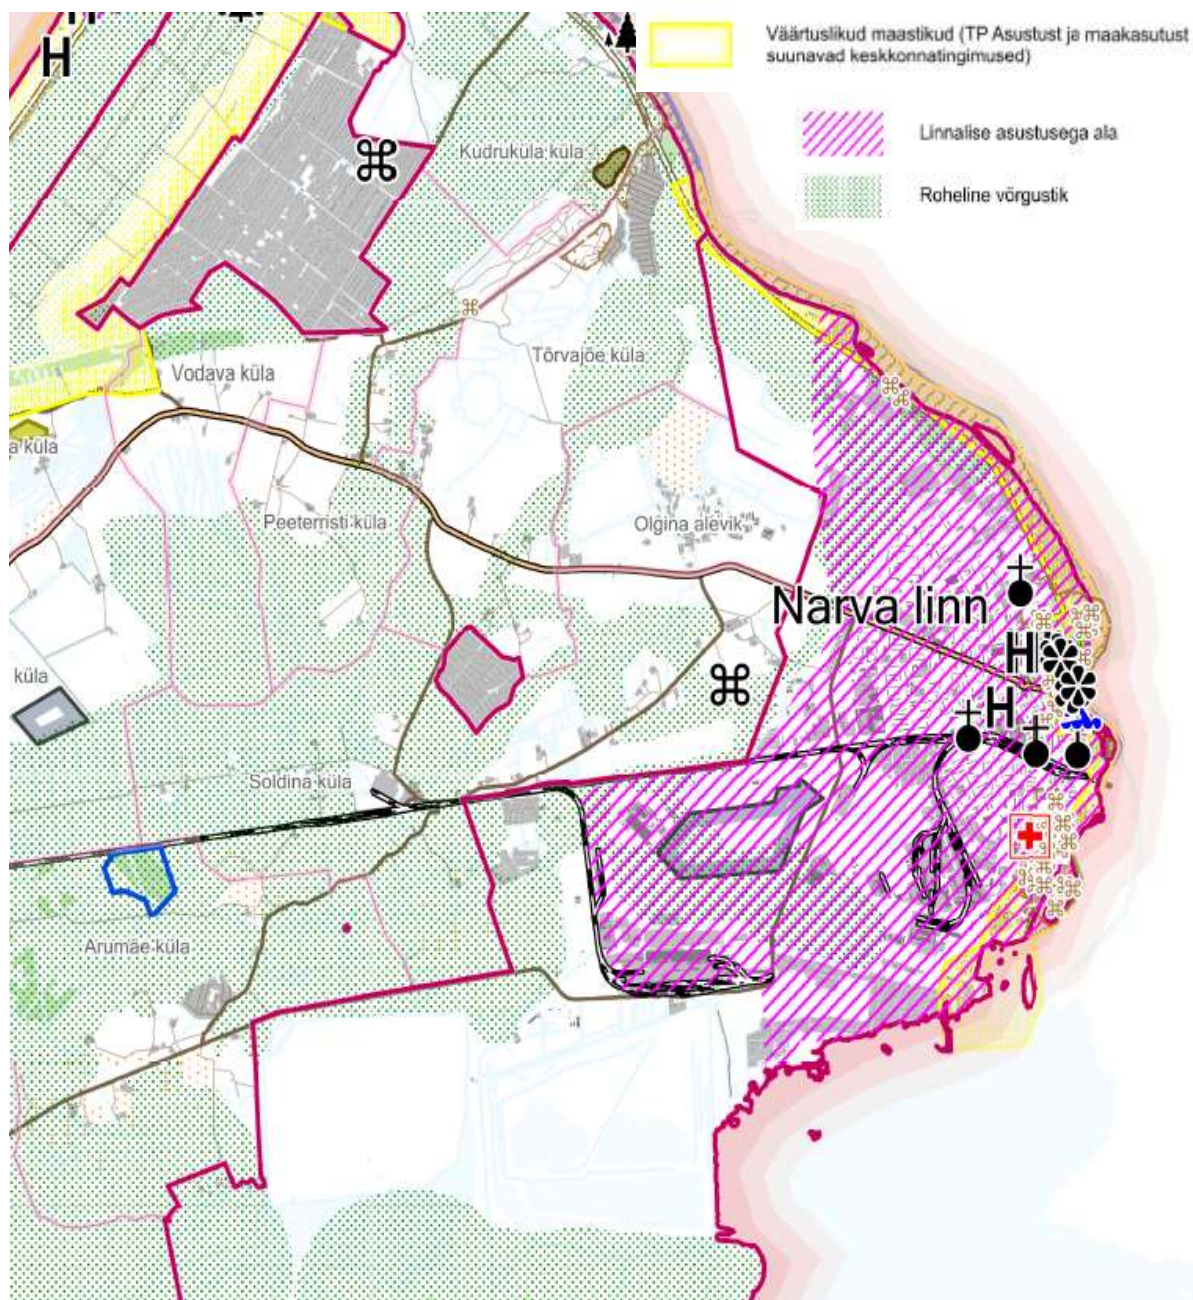 H
Väärtuslikud maastikud (TP Asustust ja maakasutust
suunavad keskkonnatingimused)
Linnalise asustusega ala
Roheline võrgustik
Kudruküla küla
Tõrvajõe küla
Vodava küla
a küla
Peeterristi küla
Olgina alevik
Narva linn
H
küla
H
Soldina küla
Arumäe küla